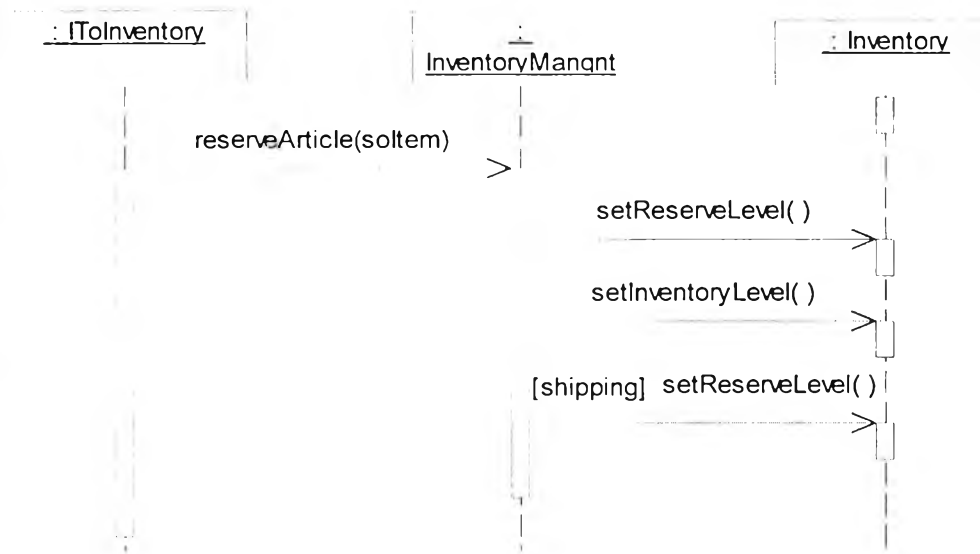 : IToInventory
:
InventoryMangnt
: Inventory
reserveArticle(soItem)
setReserveLevel( )
setInventoryLevel( )
[shipping] setReserveLevel( )